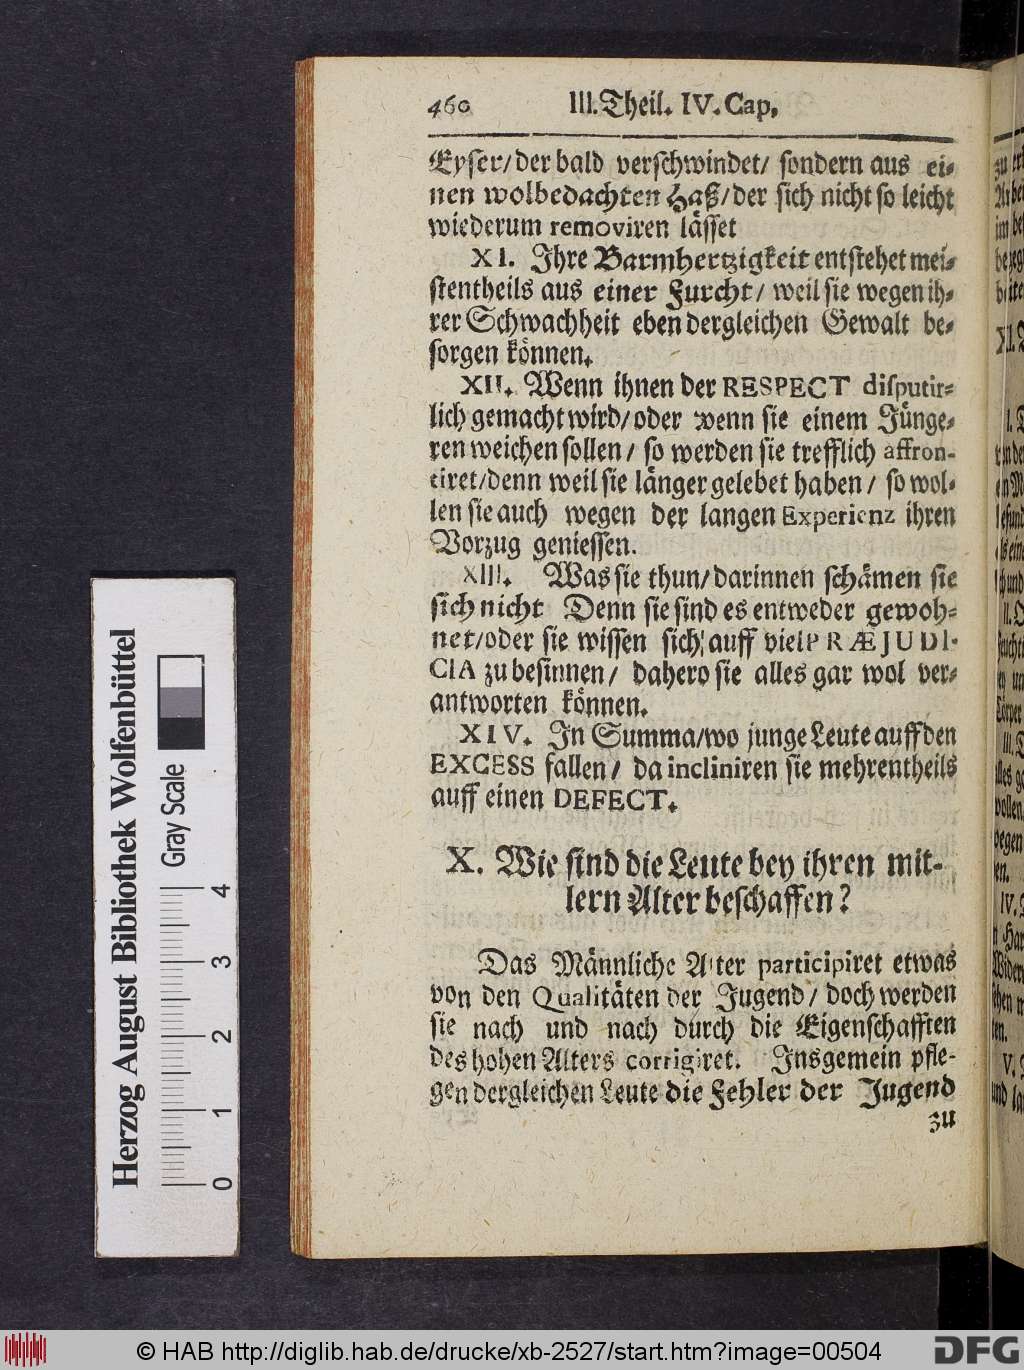 460 III. Theil. IV. Cap,
Eyfer/ der bald verschwindet/ sondern aus ei-
nen wolbedachten Haß/ der sich nicht so leicht
wiederum removiren lässet
XI. Ihre Barmhertzigkeit entstehet mei-
stentheils aus einer Furcht/ weil sie wegen ih-
rer Schwachheit eben dergleichen Gewalt be-
sorgen können.
XII. Wenn ihnen der RESPECT disputir-
lich gemacht wird/ oder wenn sie einem Jünge-
ren weichen sollen/ so werden sie trefflich affron-
tiret/ denn weil sie länger gelebet haben/ so wol-
len sie auch wegen der langen Experienz ihren
Vorzug geniessen.
XIII. Was sie thun/ darinnen schämen sie
sich nicht Denn sie sind es entweder gewoh-
net/ oder sie wissen sich auff viel PRÆJUDI-
CIA zu besinnen/ dahero sie alles gar wol ver-
antworten können.
XIV. In Summa/ wo junge Leute auff den
EXCESS fallen/ da incliniren sie mehrentheils
auff einen DEFECT.
X. Wie sind die Leute bey ihren mit-
lern Alter beschaffen?
Das Männliche Alter participiret etwas
von den Qualitäten der Jugend/ doch werden
sie nach und nach durch die Eigenschafften
des hohen Alters corrigiret. Insgemein pfle-
gen dergleichen Leute die Fehler der Jugend
zu
Herzog August Bibliothek Wolfenbüttel
Gray Scale
0 1 2 3 4
© HAB http://diglib.hab.de/drucke/xb-2527/start.htm?image=00504
DFG